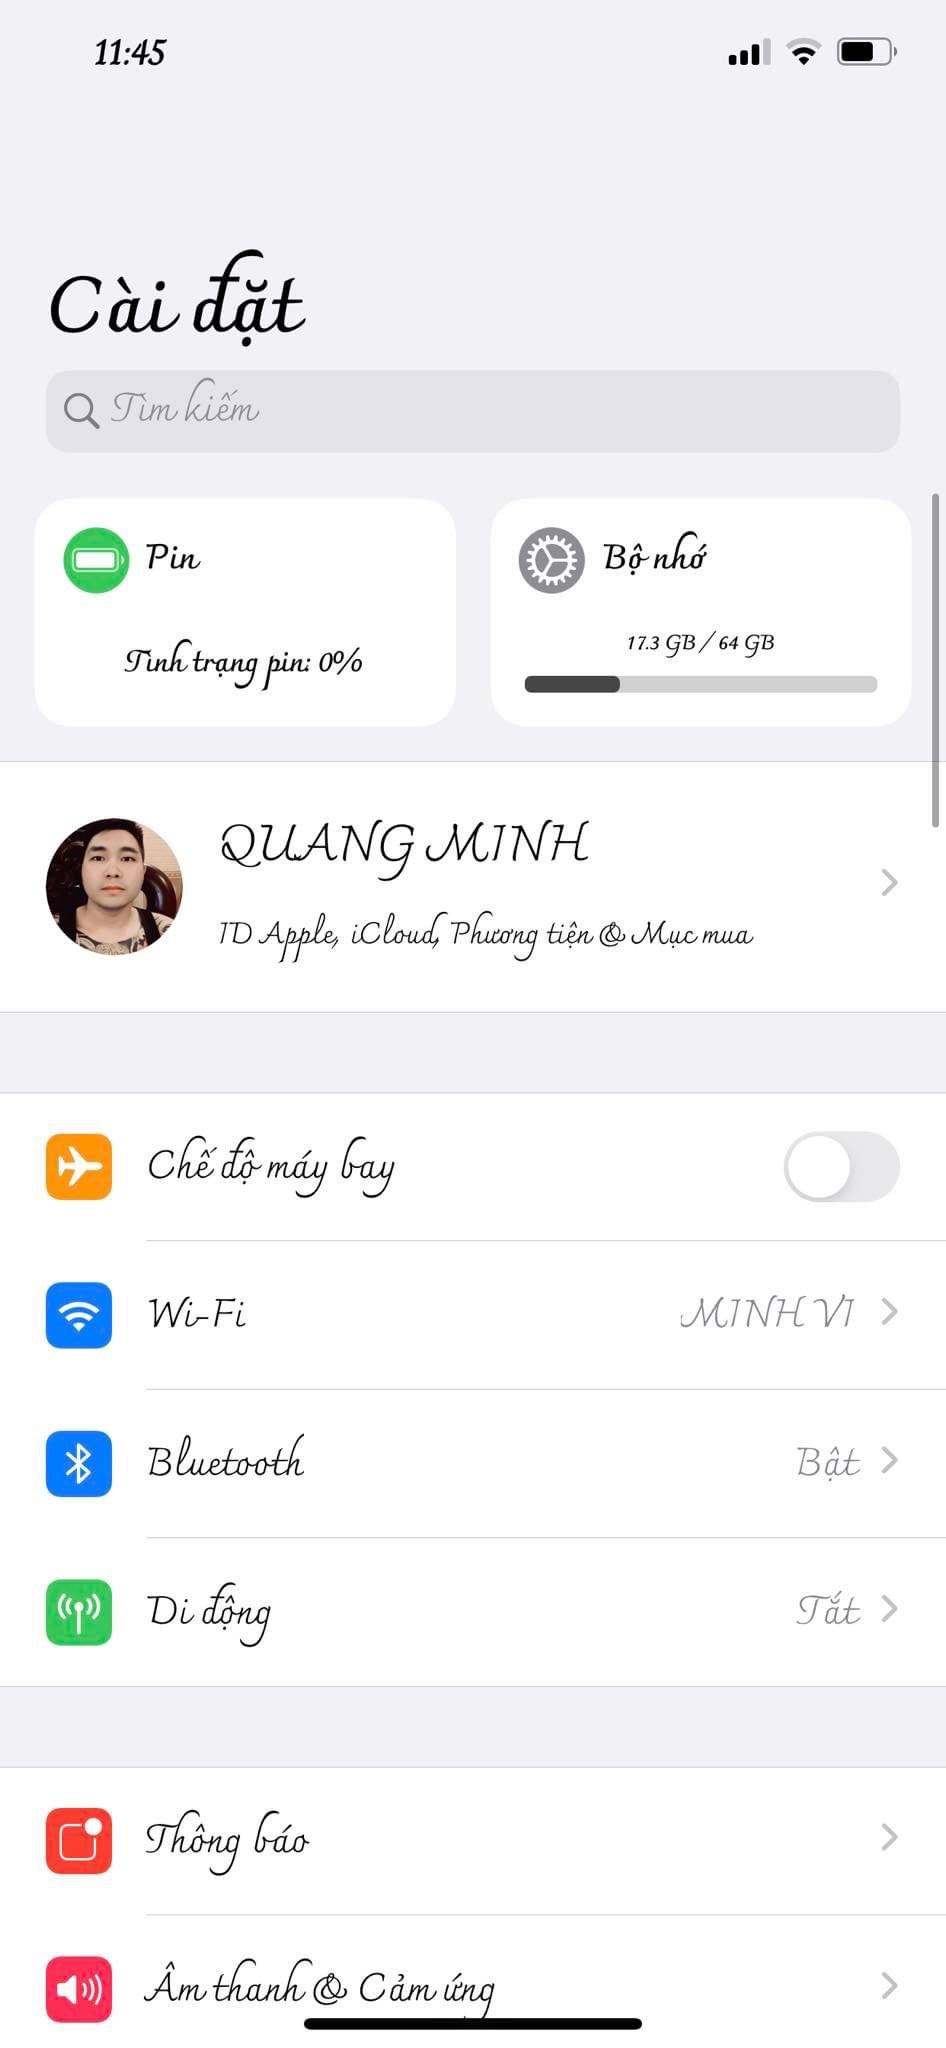 11:45
Cài đặt
Tìm kiếm
Pin
Tình trạng pin: 0%
Bộ nhớ
17.3 GB / 64 GB
QUANG MINH
ID Apple, iCloud, Phương tiện & Mục mua
Chế độ máy bay
Wi-Fi MINH VI
Bluetooth Bật
Di động Tắt
Thông báo
Âm thanh & Cảm ứng